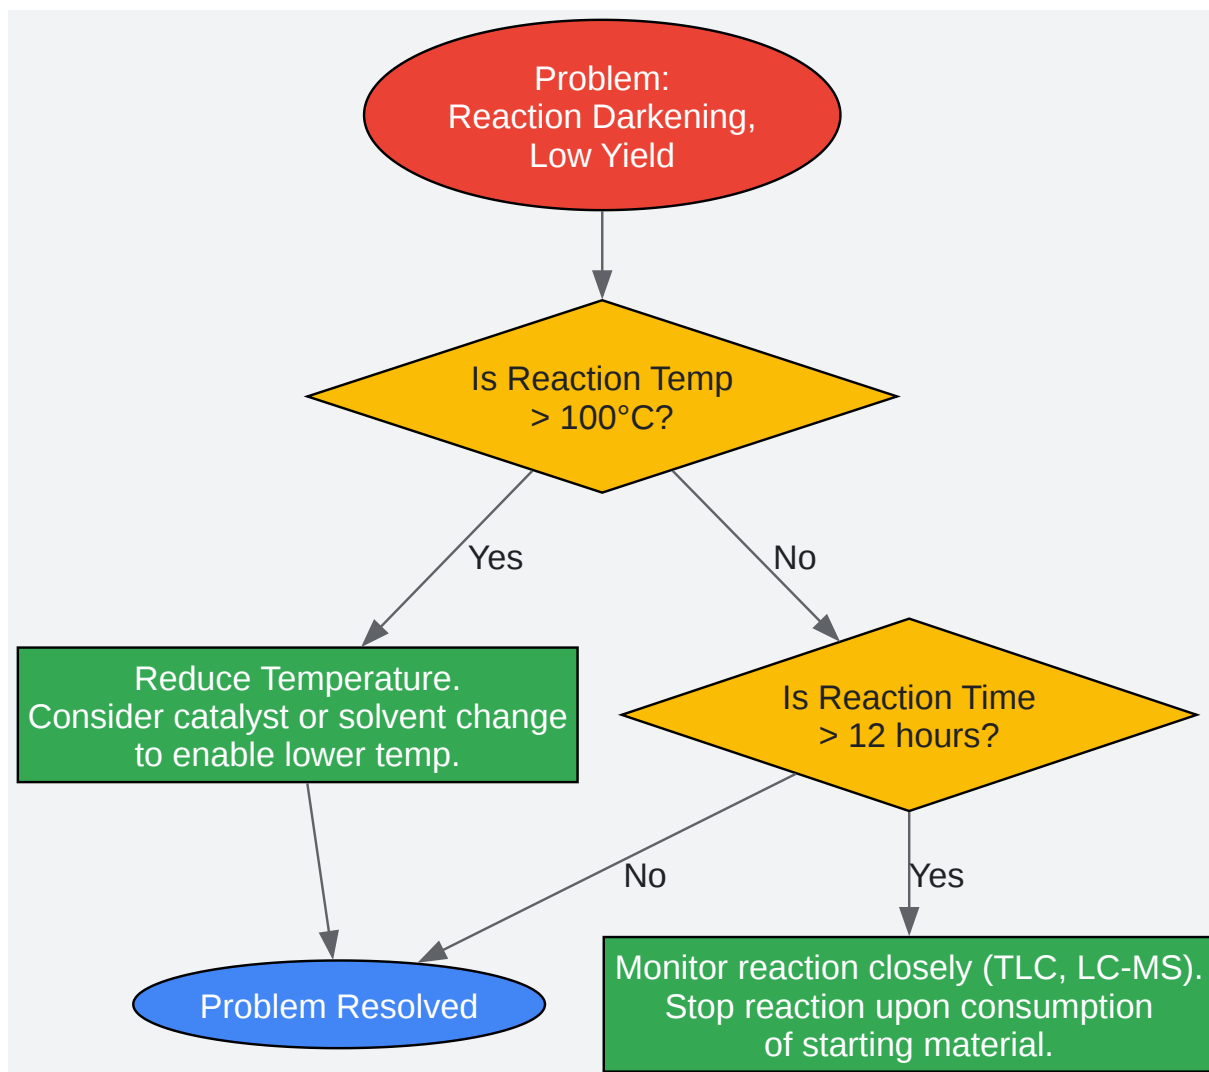 Problem:
Reaction Darkening,
Low Yield
Is Reaction Temp
> 100°C?
Yes
No
Reduce Temperature.
Consider catalyst or solvent change
to enable lower temp.
Is Reaction Time
> 12 hours?
No
Yes
Problem Resolved
Monitor reaction closely (TLC, LC-MS).
Stop reaction upon consumption
of starting material.